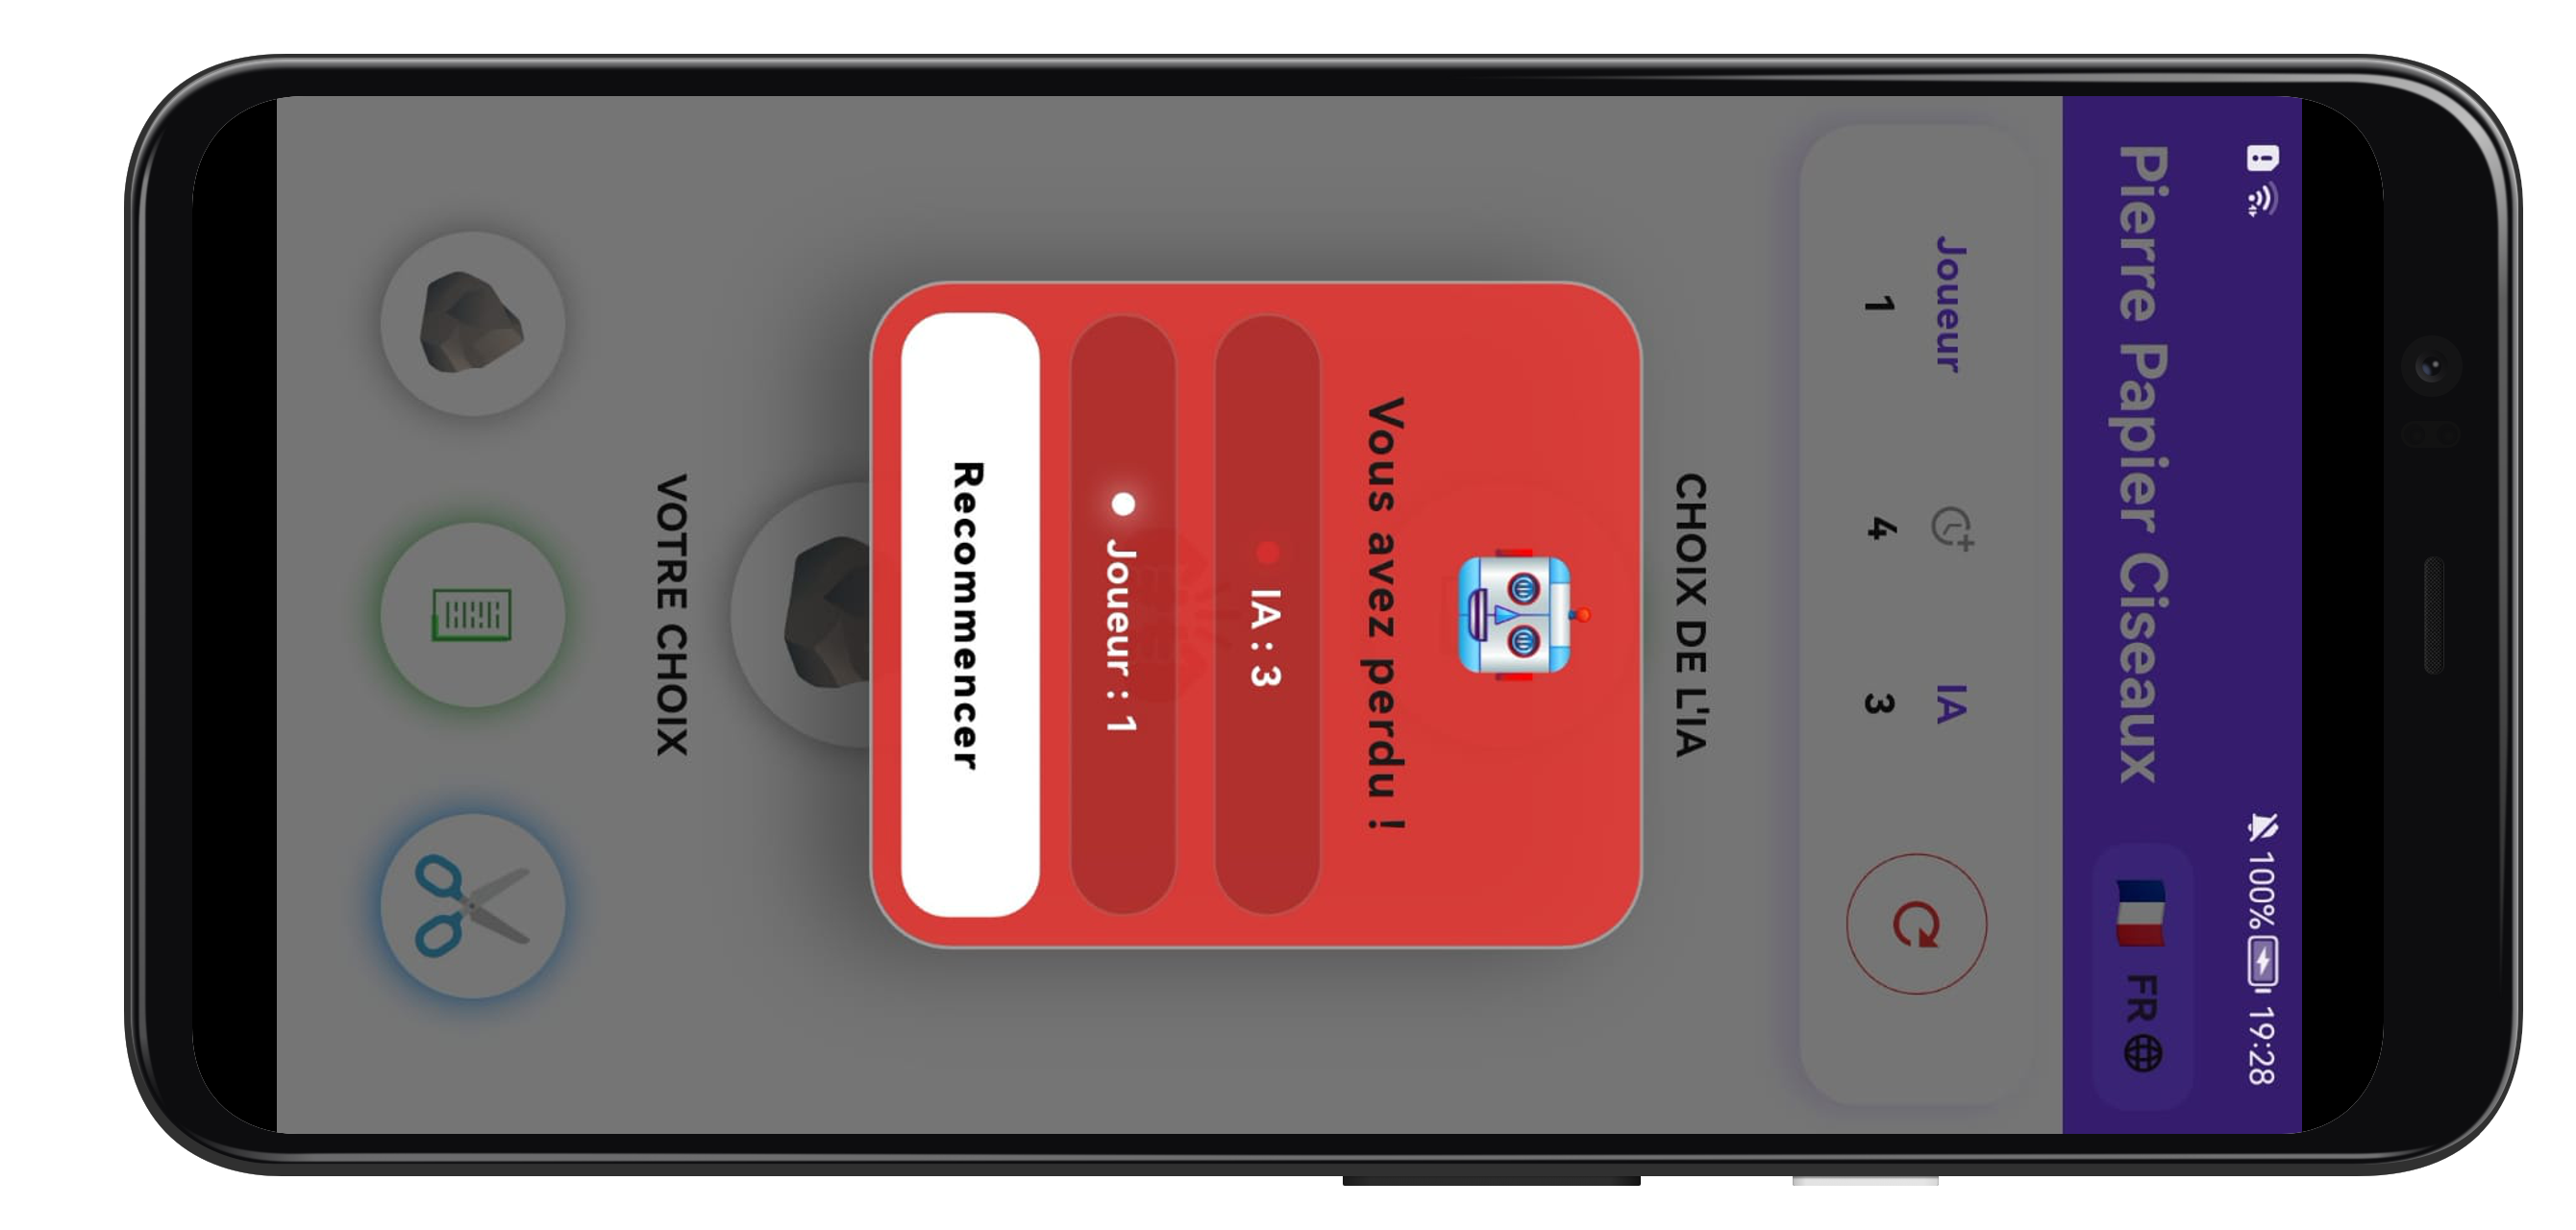 100% 19:28
Pierre Papier Ciseaux FR
Joueur IA
1 4 3
CHOIX DE L'IA
Vous avez perdu !
IA : 3
Joueur : 1
Recommencer
VOTRE CHOIX